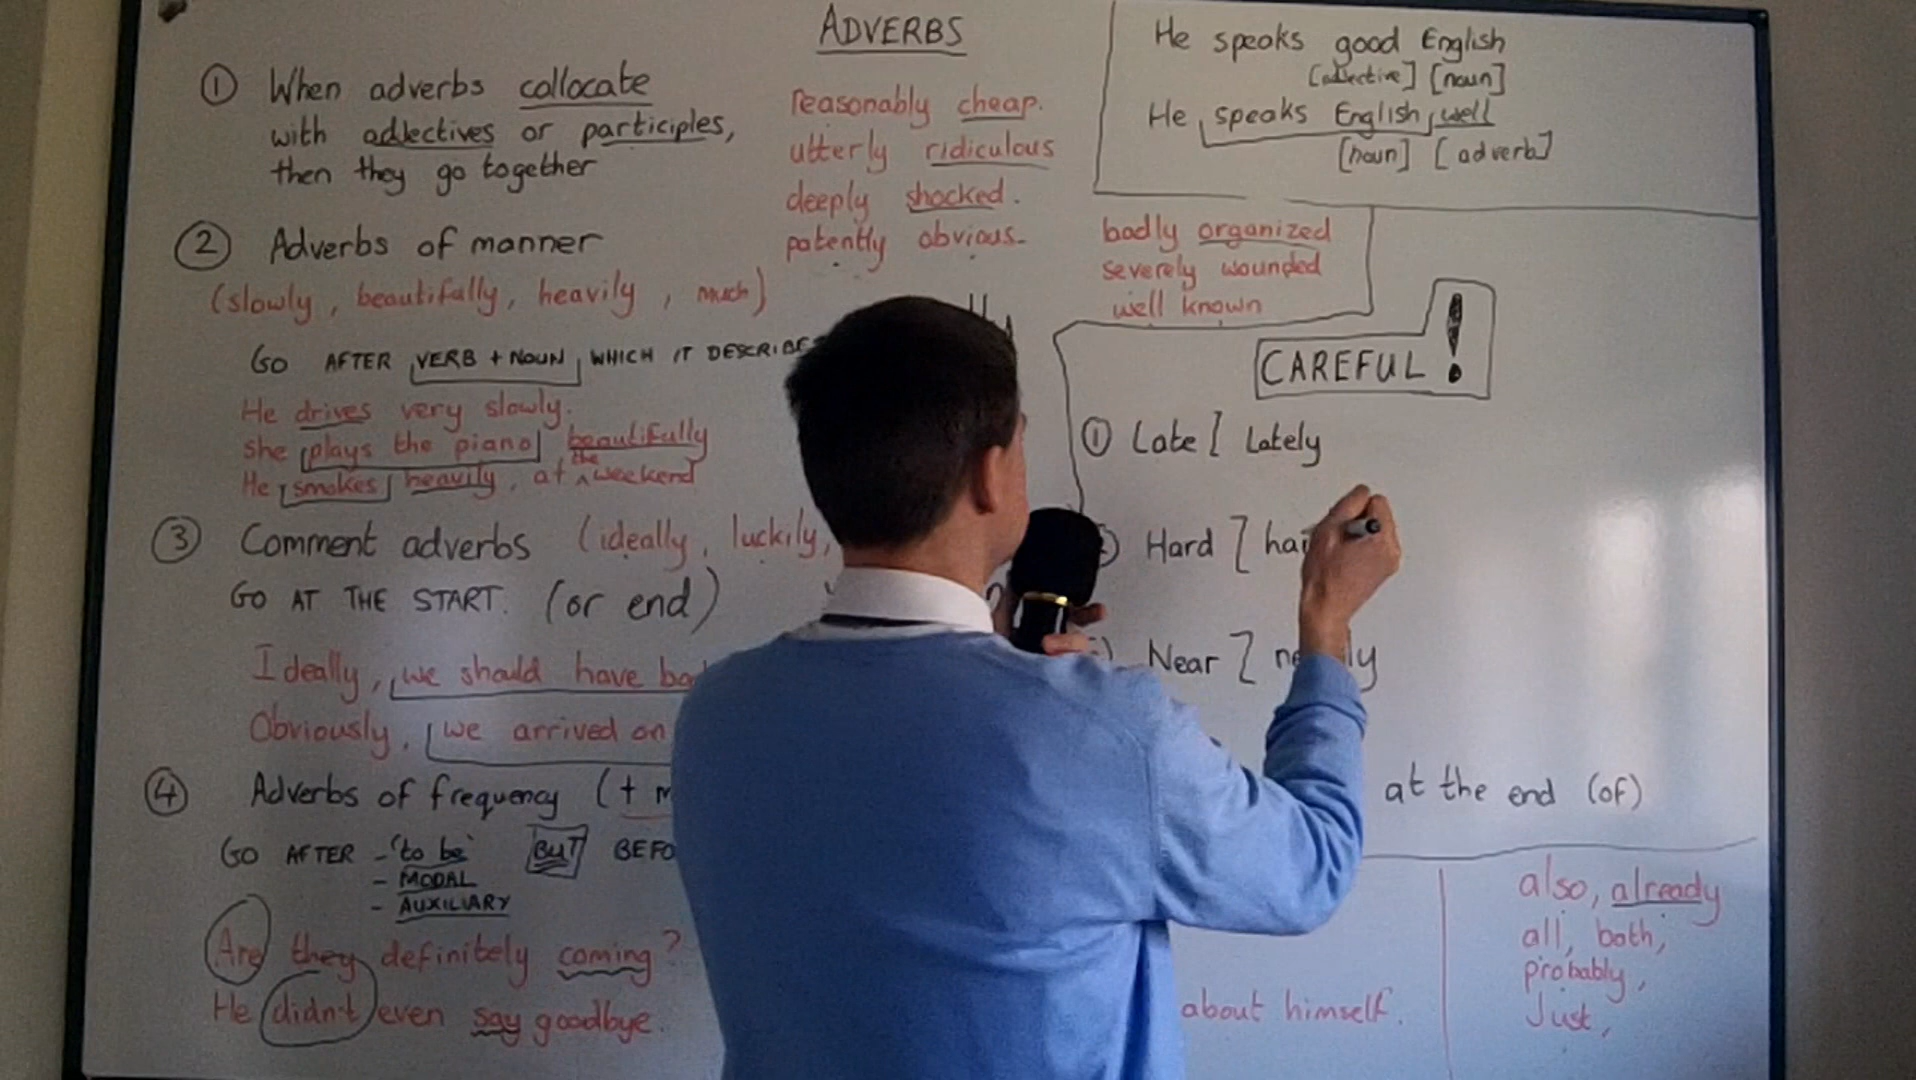 ADVERBS
① When adverbs collocate
with adjectives or participles,
then they go together
reasonably cheap.
utterly ridiculous
deeply shocked.
patently obvious.
He speaks good English
[adjective] [noun]
He speaks English well
[noun] [adverb]
badly organized
severely wounded
well known
② Adverbs of manner
(slowly, beautifully, heavily, much)
GO AFTER VERB + NOUN WHICH IT DESCRIBE
He drives very slowly.
She plays the piano beautifully
He smokes heavily, at the weekend
③ Comment adverbs (ideally, luckily,
GO AT THE START. (or end)
Ideally, we should have
Obviously, we arrived on
④ Adverbs of frequency (+
GO AFTER - 'to be' BUT
- MODAL
- AUXILIARY
Are they definitely coming?
He didn't even say goodbye.
CAREFUL!
① Late [ Lately
Hard ] 
Near ] 
at the end (of)
about himself.
also, already
all, both,
probably,
Just,